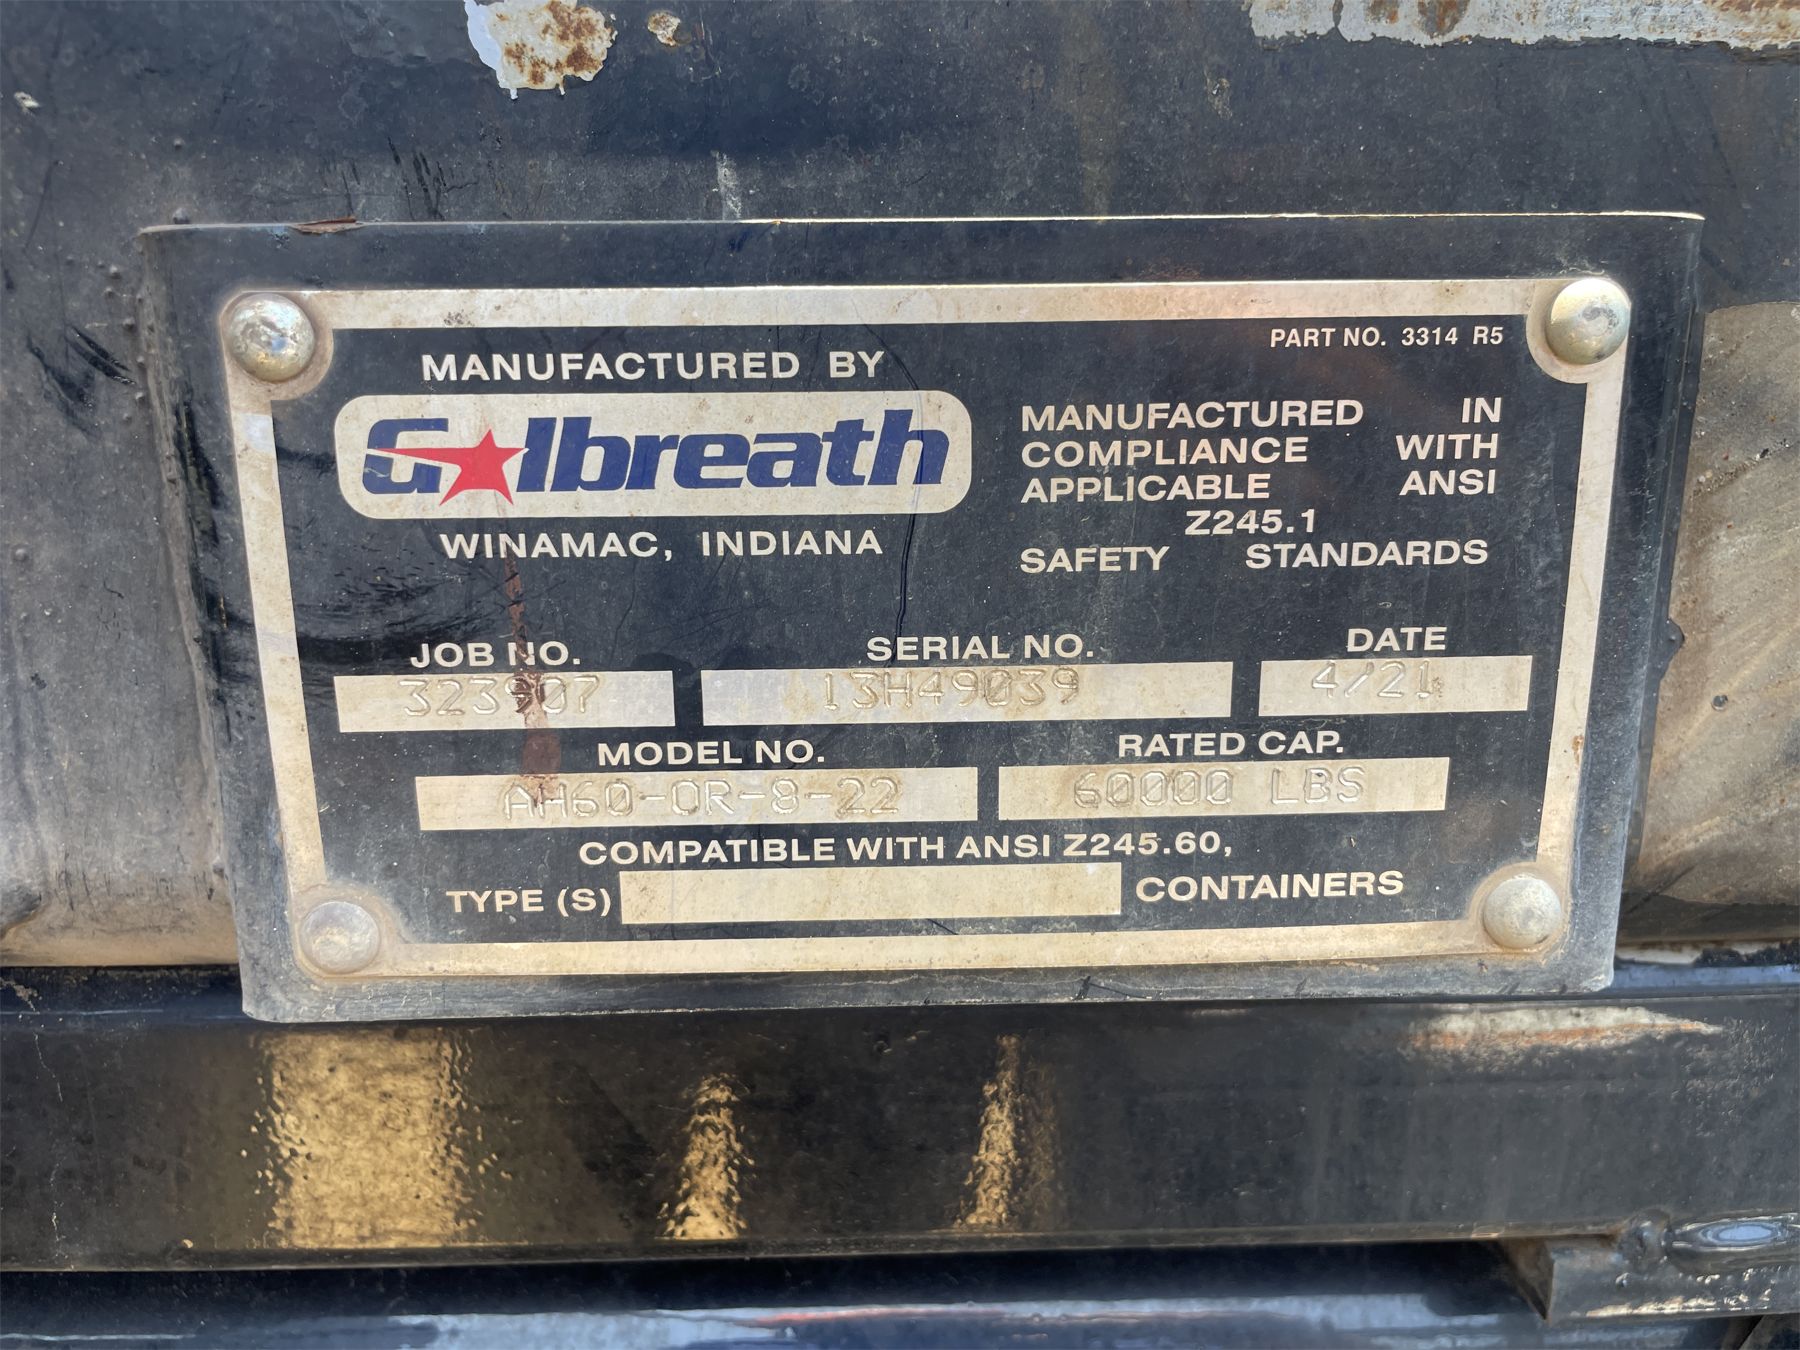 PART NO. 3314 R5
MANUFACTURED BY
Galbreath
WINAMAC, INDIANA
MANUFACTURED IN
COMPLIANCE WITH
APPLICABLE ANSI
Z245.1
SAFETY STANDARDS
JOB NO. SERIAL NO. DATE
323907 13H49039 4/21
MODEL NO. RATED CAP.
AH60-OR-8-22 60000 LBS
COMPATIBLE WITH ANSI Z245.60,
TYPE (S) CONTAINERS